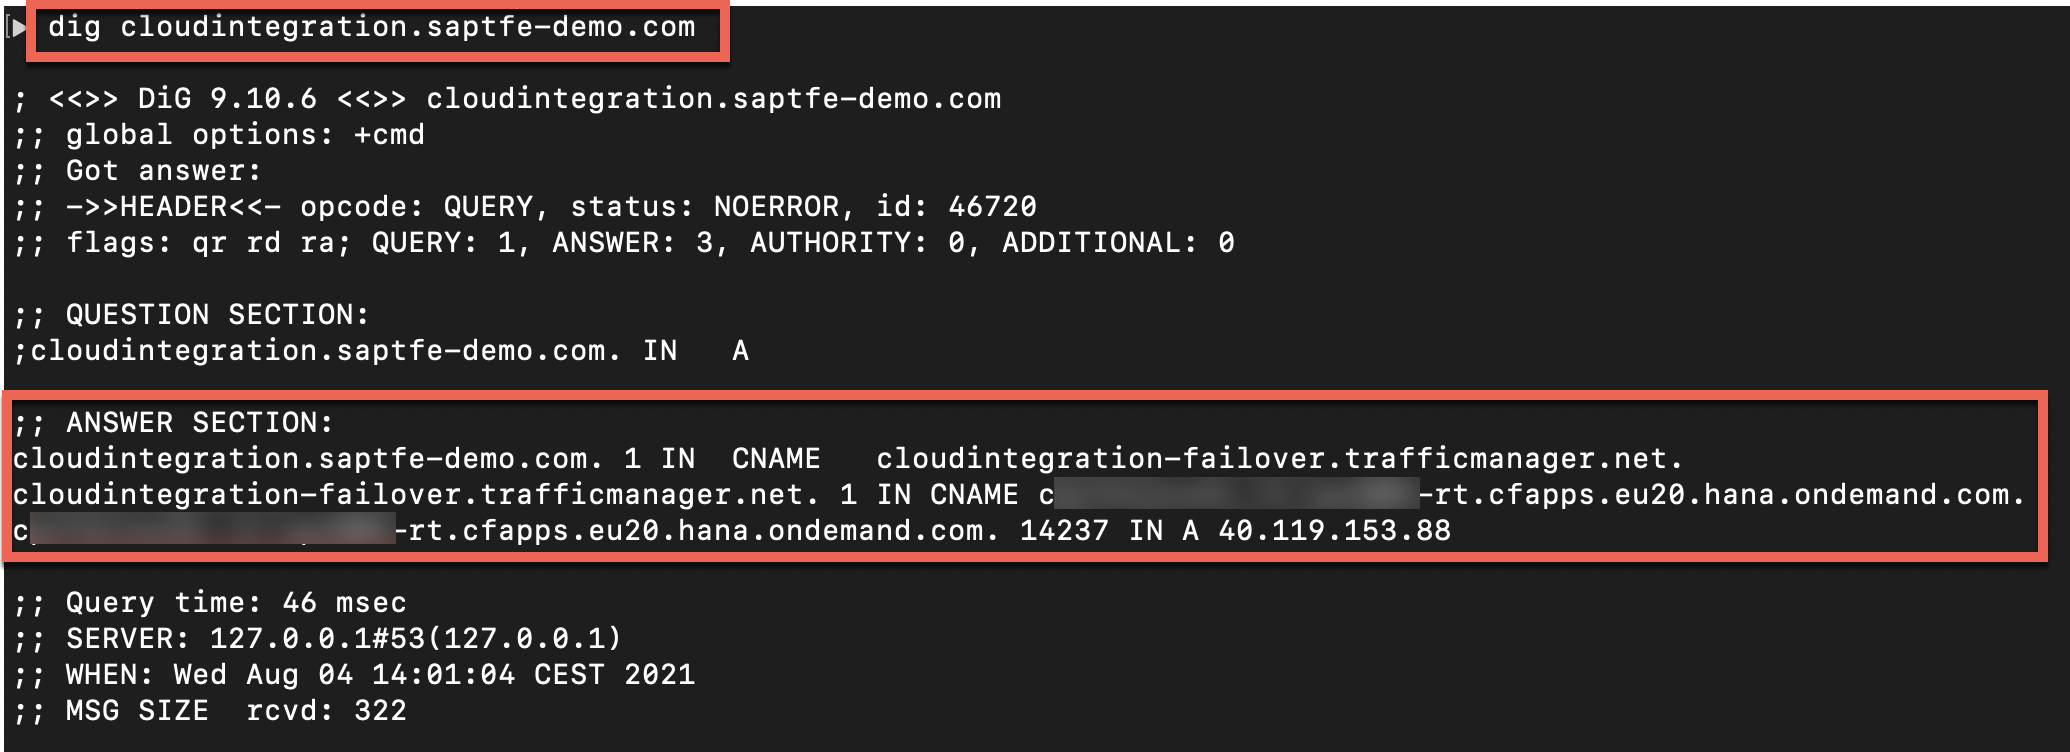 dig cloudintegration.saptfe-demo.com
; <<>> DiG 9.10.6 <<>> cloudintegration.saptfe-demo.com
;; global options: +cmd
;; Got answer:
;; ->>HEADER<<- opcode: QUERY, status: NOERROR, id: 46720
;; flags: qr rd ra; QUERY: 1, ANSWER: 3, AUTHORITY: 0, ADDITIONAL: 0
;; QUESTION SECTION:
;cloudintegration.saptfe-demo.com. IN A
;; ANSWER SECTION:
cloudintegration.saptfe-demo.com. 1 IN CNAME cloudintegration-failover.trafficmanager.net.
cloudintegration-failover.trafficmanager.net. 1 IN CNAME c -rt.cfapps.eu20.hana.ondemand.com.
c -rt.cfapps.eu20.hana.ondemand.com. 14237 IN A 40.119.153.88
;; Query time: 46 msec
;; SERVER: 127.0.0.1#53(127.0.0.1)
;; WHEN: Wed Aug 04 14:01:04 CEST 2021
;; MSG SIZE rcvd: 322